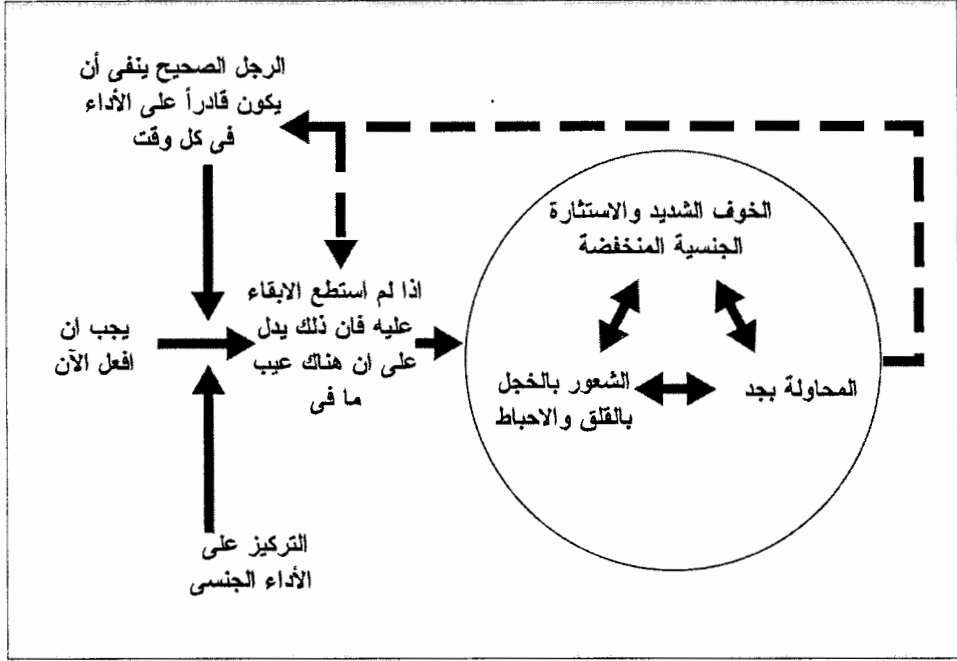 الرجل الصحيح ينفى أن
يكون قادراً على الأداء
فى كل وقت
الخوف الشديد والاستثارة
الجنسية المنخفضة
اذا لم استطع الابقاء
عليه فان ذلك يدل
على ان هناك عيب
ما فى
يجب ان
افعل الآن
الشعور بالخجل
بالقلق والاحباط
المحاولة بجد
التركيز على
الأداء الجنسى